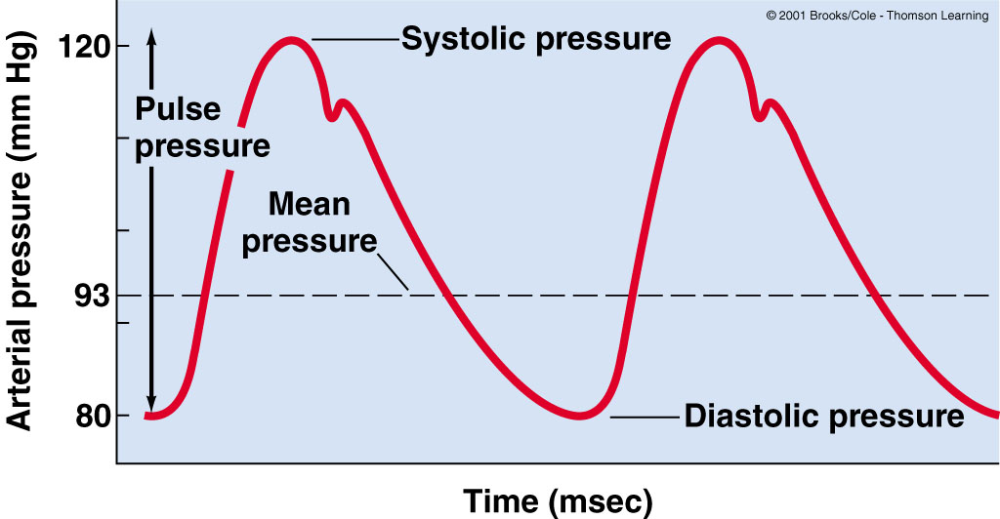 © 2001 Brooks/Cole - Thomson Learning
Arterial pressure (mm Hg)
120
Systolic pressure
Pulse
pressure
Mean
pressure
93
80
Diastolic pressure
Time (msec)